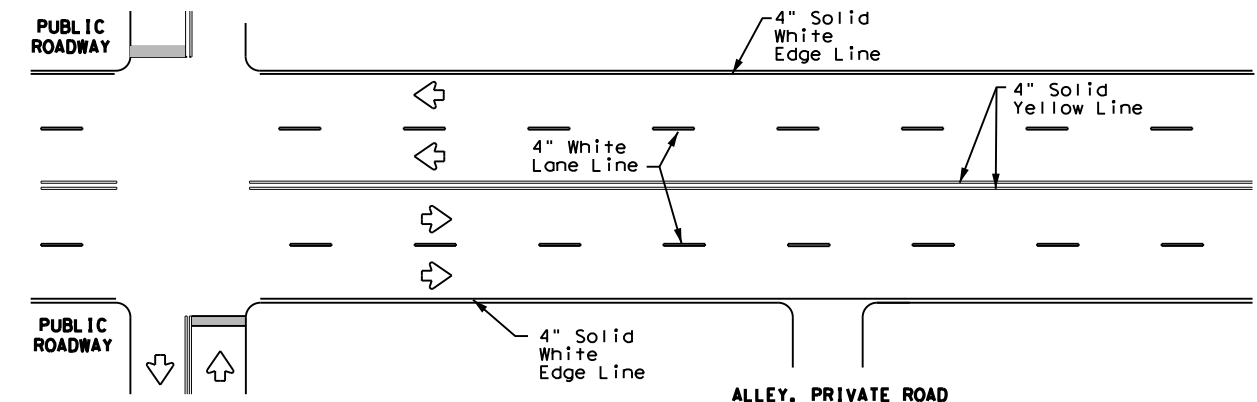 PUBLIC
ROADWAY
4" Solid
White
Edge Line
4" Solid
Yellow Line
4" White
Lane Line
PUBLIC
ROADWAY
4" Solid
White
Edge Line
ALLEY, PRIVATE ROAD